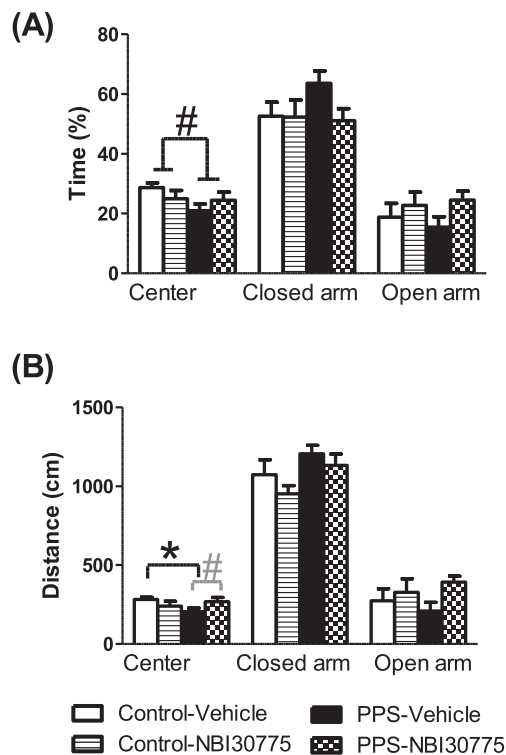 (A)
80
60
40
20
0
Time (%)
#
Center Closed arm Open arm
(B)
1500
1000
500
0
Distance (cm)
* #
Center Closed arm Open arm
Control-Vehicle PPS-Vehicle
Control-NBI30775 PPS-NBI30775